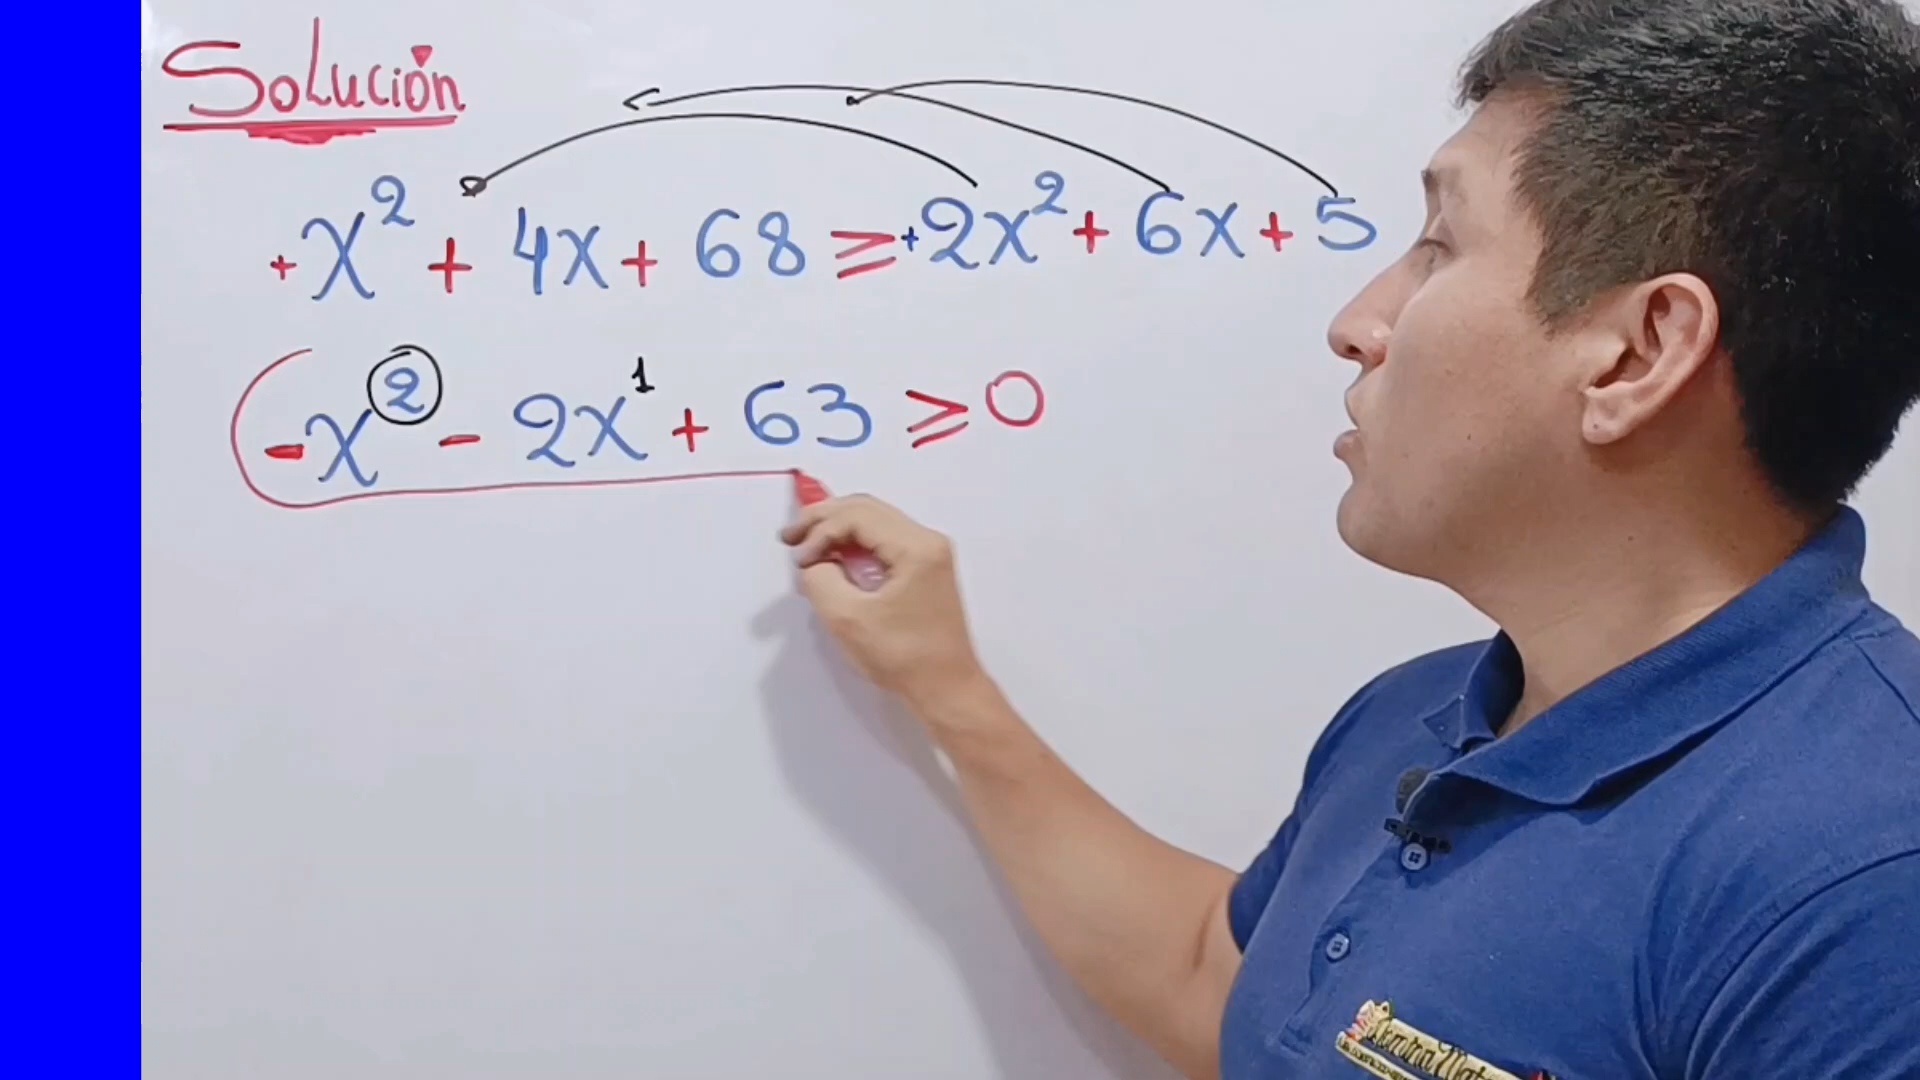 Solución
+x² + 4x + 68 ≥ +2x² + 6x + 5
-x² - 2x¹ + 63 ≥ 0